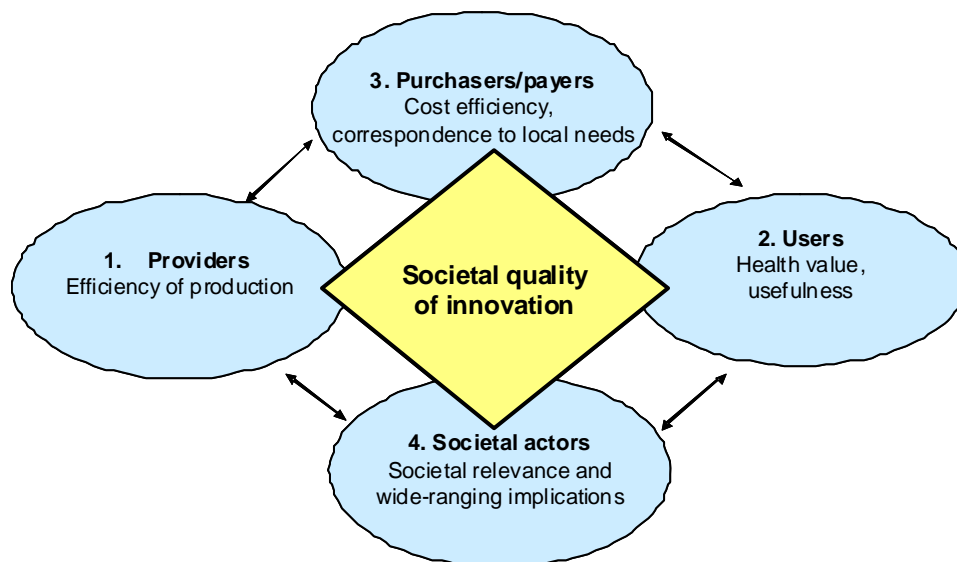 3. Purchasers/payers
Cost efficiency,
correspondence to local needs
1. Providers
Efficiency of production
Societal quality
of innovation
2. Users
Health value,
usefulness
4. Societal actors
Societal relevance and
wide-ranging implications